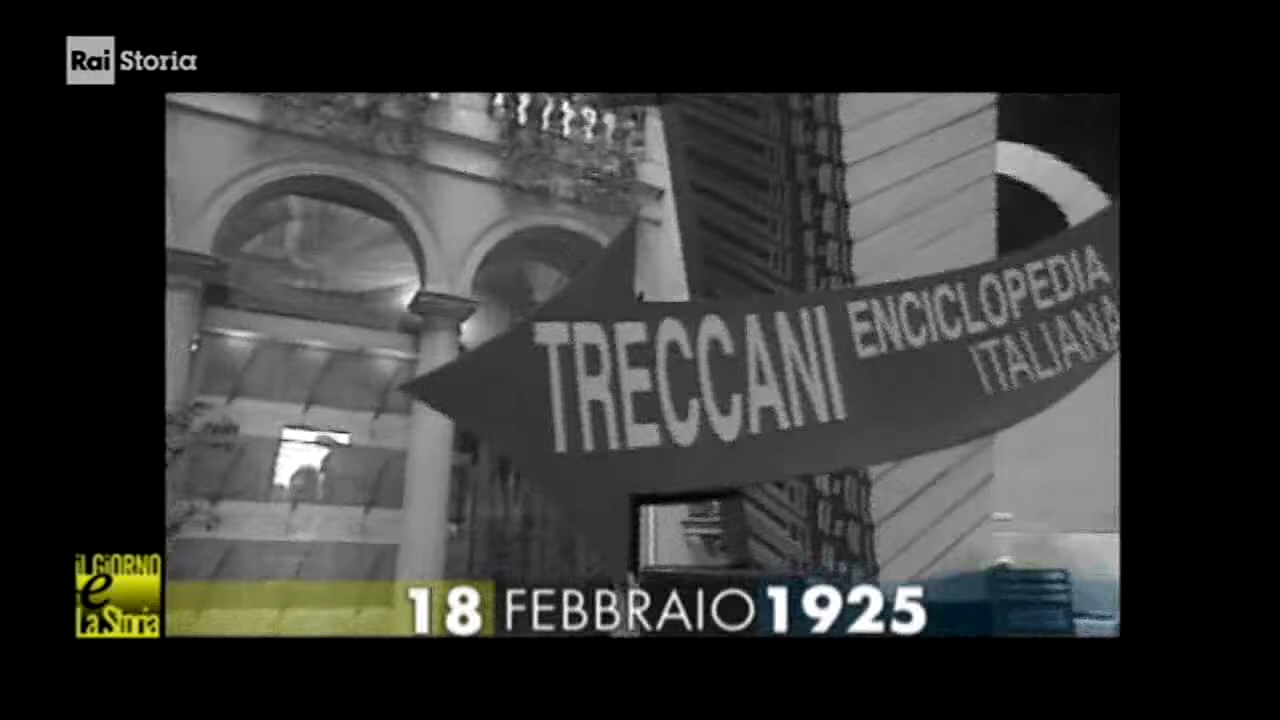 Rai Storia
TRECCANI ENCICLOPEDIA
ITALIANA
iL GiORNO
e
La Storia
18 FEBBRAIO 1925